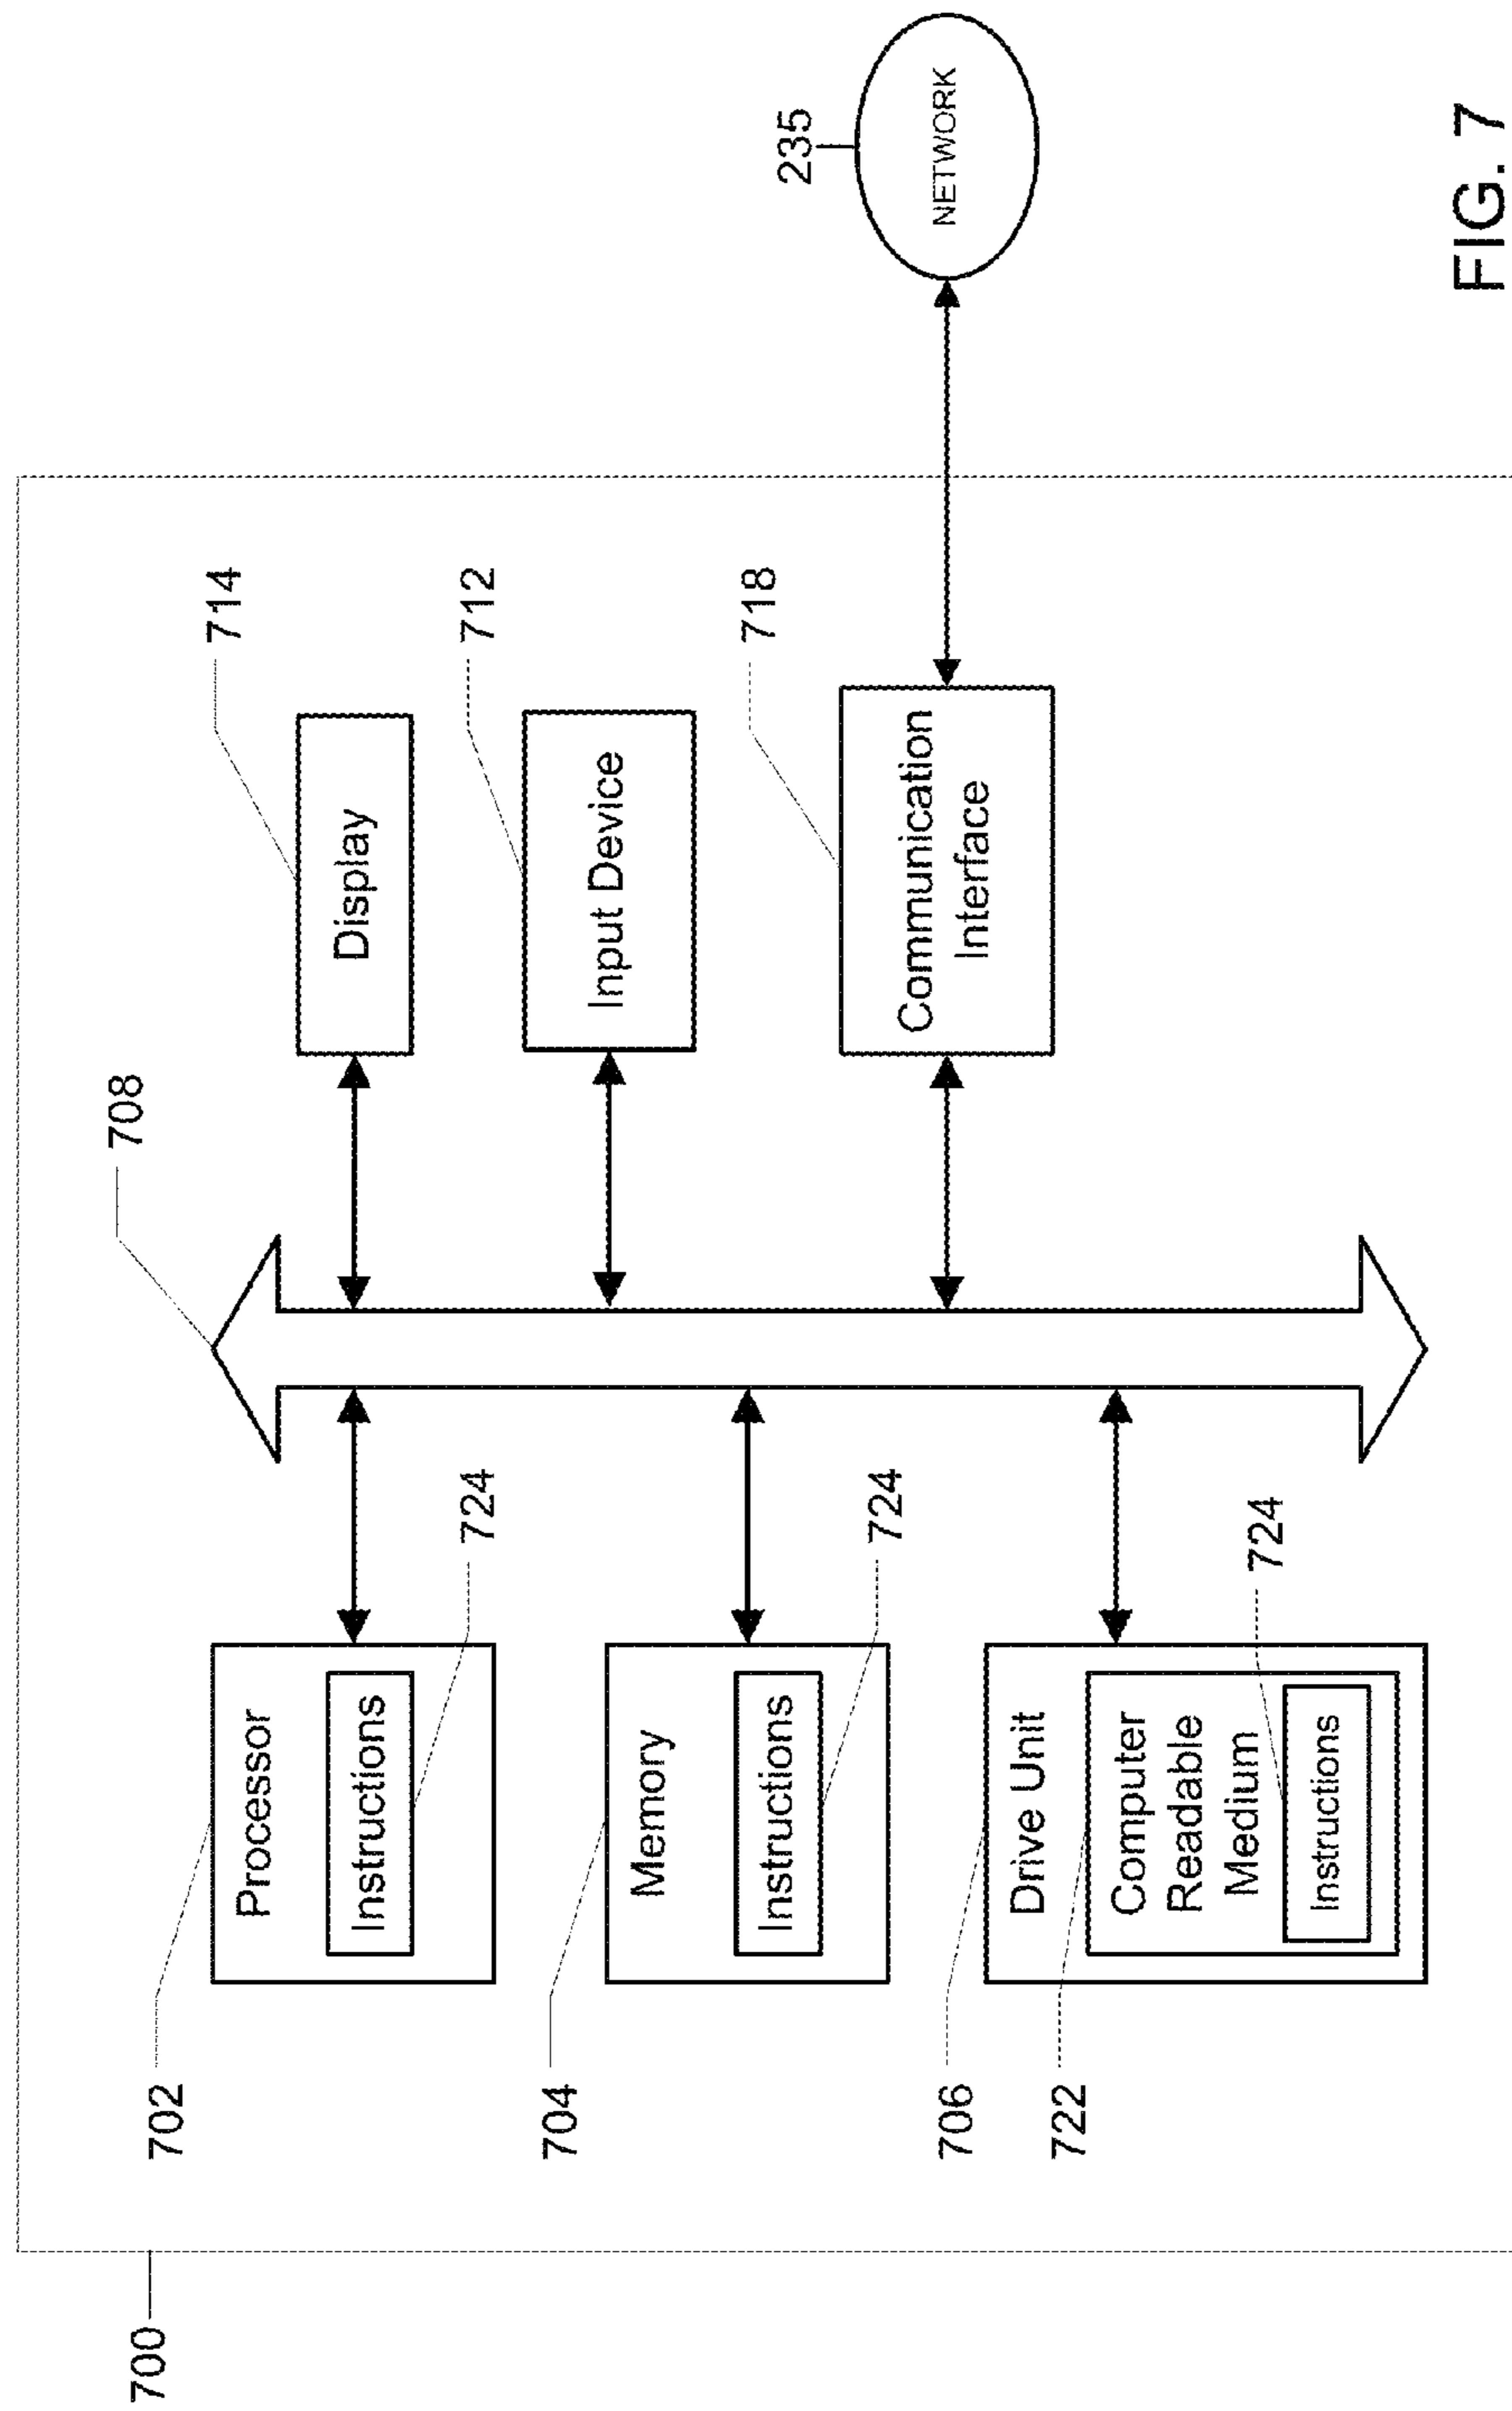 700
702
Processor
Instructions
724
704
Memory
Instructions
724
706
722
Drive Unit
Computer
Readable
Medium
Instructions
724
708
Display
714
Input Device
712
Communication
Interface
718
235
NETWORK
FIG. 7